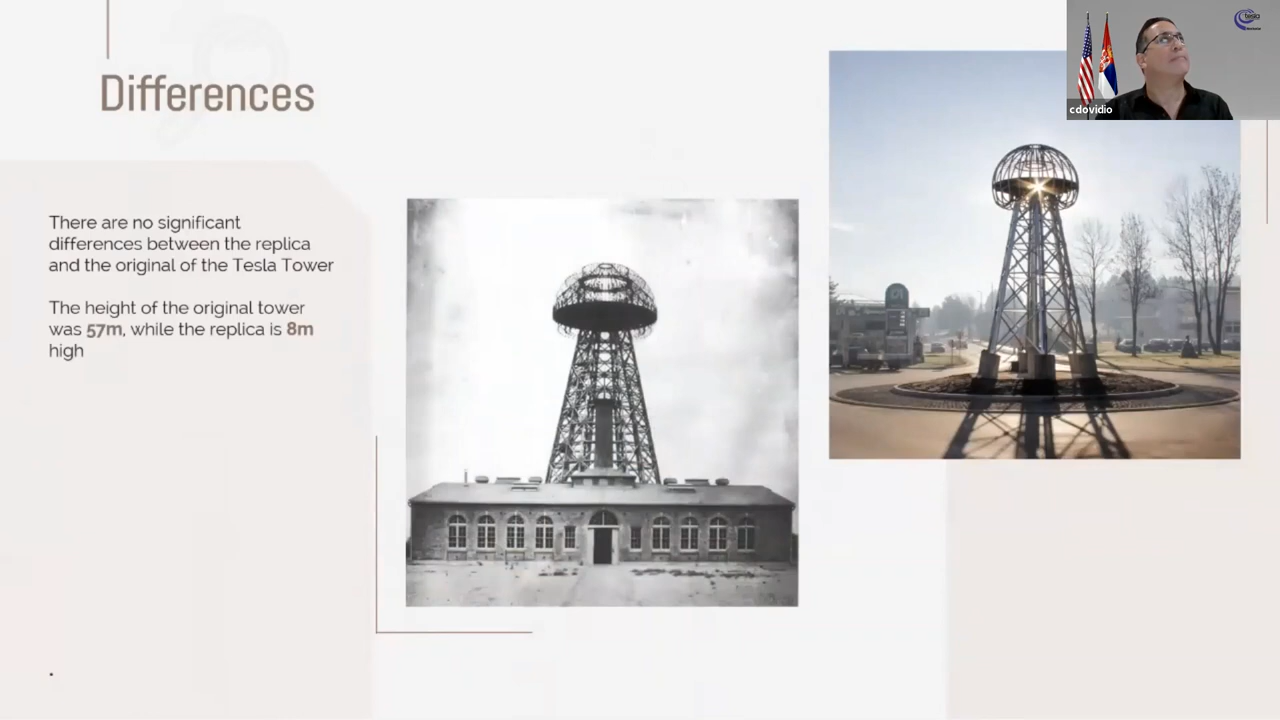 Differences
There are no significant
differences between the replica
and the original of the Tesla Tower
The height of the original tower
was 57m, while the replica is 8m
high
cdovidio